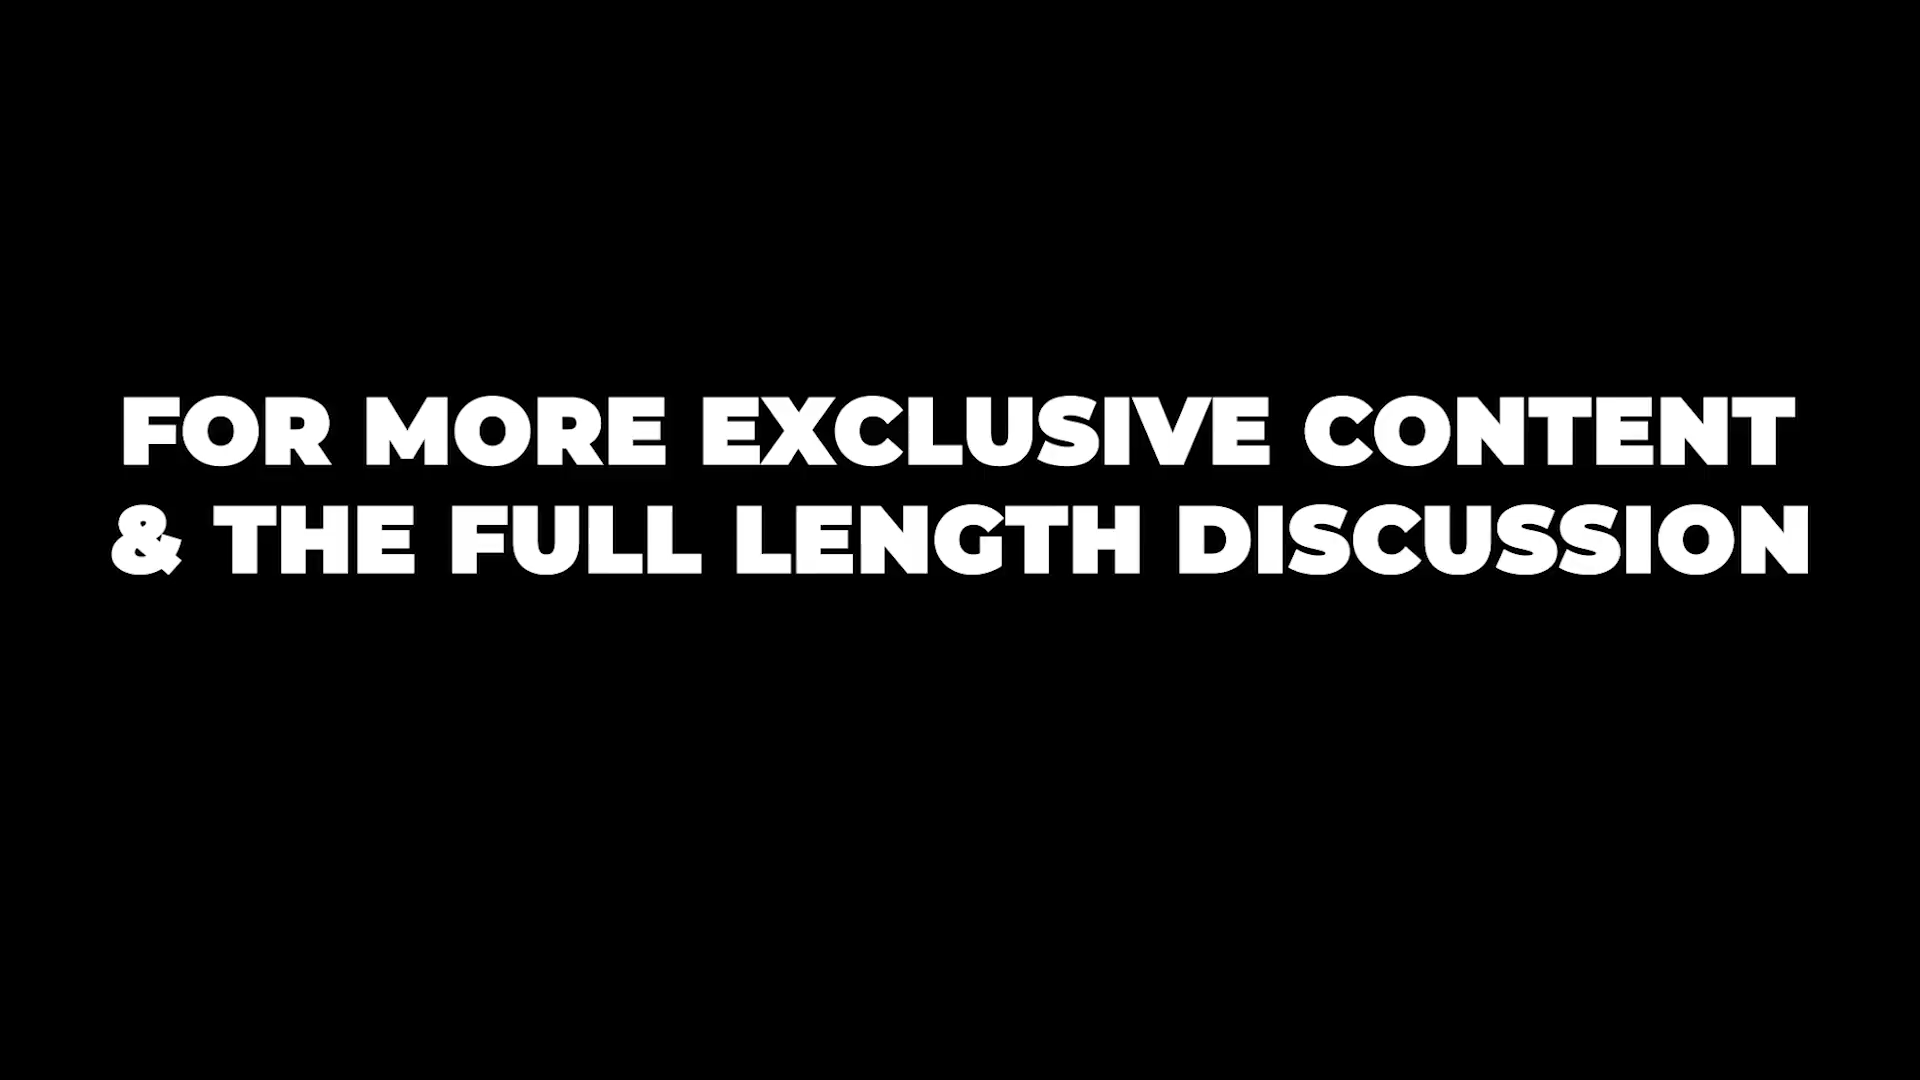 FOR MORE EXCLUSIVE CONTENT
& THE FULL LENGTH DISCUSSION